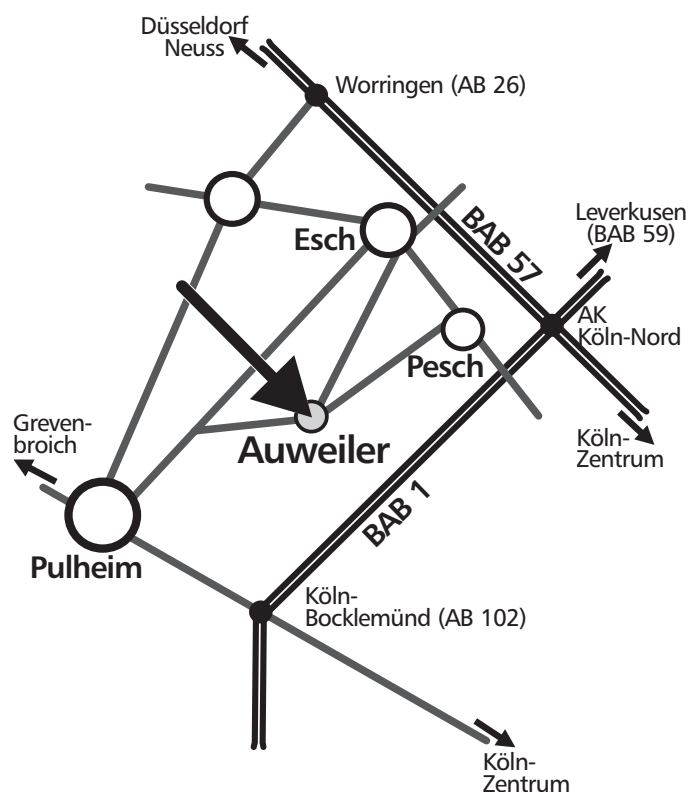 Düsseldorf
Neuss
Worringen (AB 26)
Leverkusen
(BAB 59)
Esch
BAB 57
AK
Köln-Nord
Pesch
Greven-
broich
Auweiler
Köln-
Zentrum
BAB 1
Pulheim
Köln-
Bocklemünd (AB 102)
Köln-
Zentrum